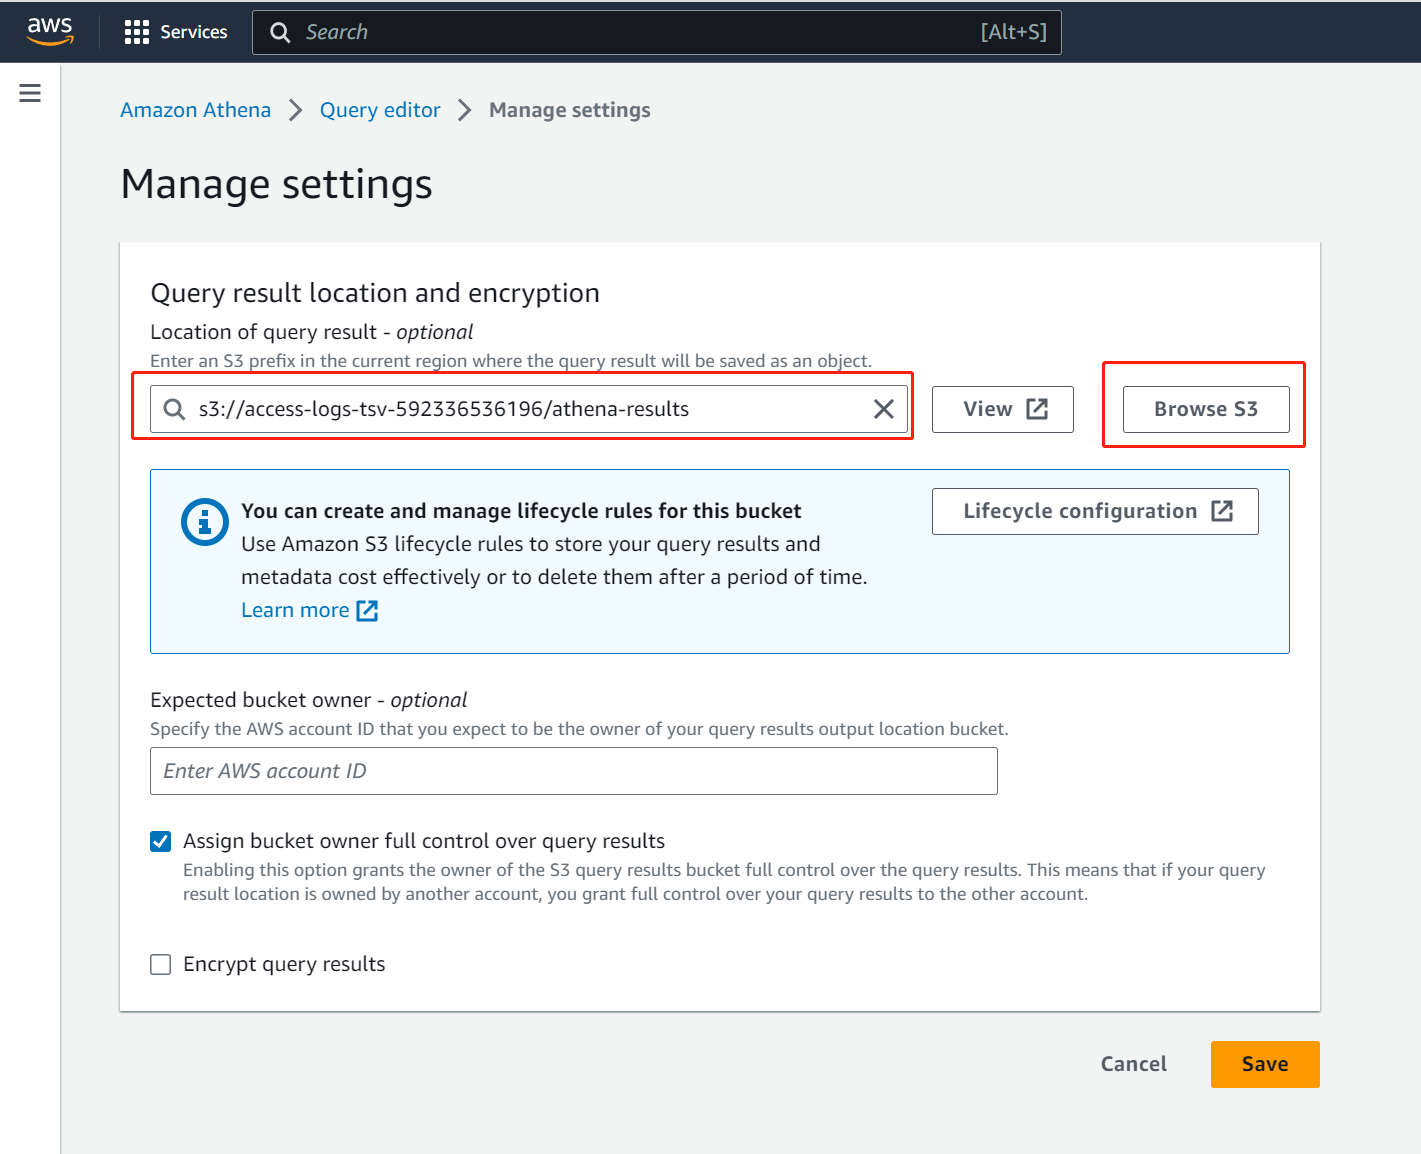 aws Services Search [Alt+S]
Amazon Athena Query editor Manage settings
Manage settings
Query result location and encryption
Location of query result - optional
Enter an S3 prefix in the current region where the query result will be saved as an object.
s3://access-logs-tsv-592336536196/athena-results View Browse S3
You can create and manage lifecycle rules for this bucket Lifecycle configuration
Use Amazon S3 lifecycle rules to store your query results and
metadata cost effectively or to delete them after a period of time.
Learn more
Expected bucket owner - optional
Specify the AWS account ID that you expect to be the owner of your query results output location bucket.
Enter AWS account ID
Assign bucket owner full control over query results
Enabling this option grants the owner of the S3 query results bucket full control over the query results. This means that if your query
result location is owned by another account, you grant full control over your query results to the other account.
Encrypt query results
Cancel Save